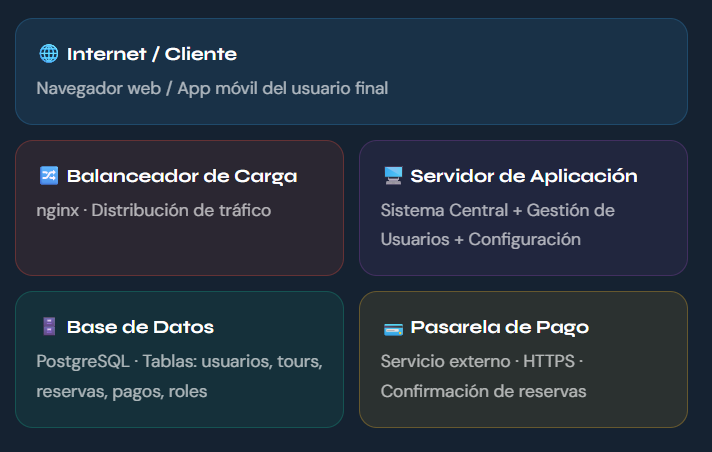 Internet / Cliente
Navegador web / App móvil del usuario final
Balanceador de Carga
nginx · Distribución de tráfico
Servidor de Aplicación
Sistema Central + Gestión de
Usuarios + Configuración
Base de Datos
PostgreSQL · Tablas: usuarios, tours,
reservas, pagos, roles
Pasarela de Pago
Servicio externo · HTTPS ·
Confirmación de reservas